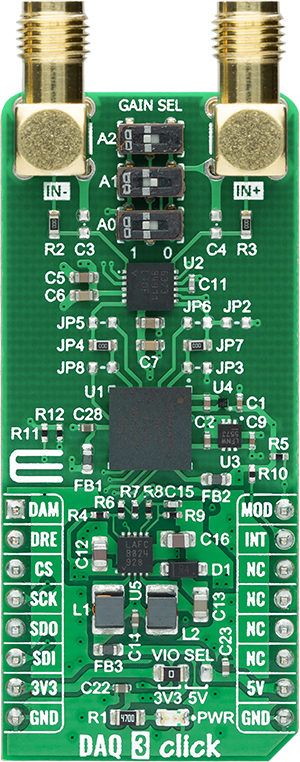 GAIN SEL
A2
IN- A1 IN+
R2 C3 A0 C4 R3
1 0
U2
C5
C6 C11
JP5 JP6 JP2
JP4 C7 JP7
JP8 JP3
U1 U4
C1
R12 C28 C2 C9
R11 R5
U3
R10
FB1 FB2
R7 R8 C15
R6
DAM R4 R9 MOD
DRE C12 C16 INT
CS U5 D1 NC
SCK L1 C13 NC
SDO C14 L2 NC
SDI FB3 VIO SEL C23 NC
0
3V3 C22 3V3 5V 5V
GND R1 4700 PWR GND
DAQ 3 click